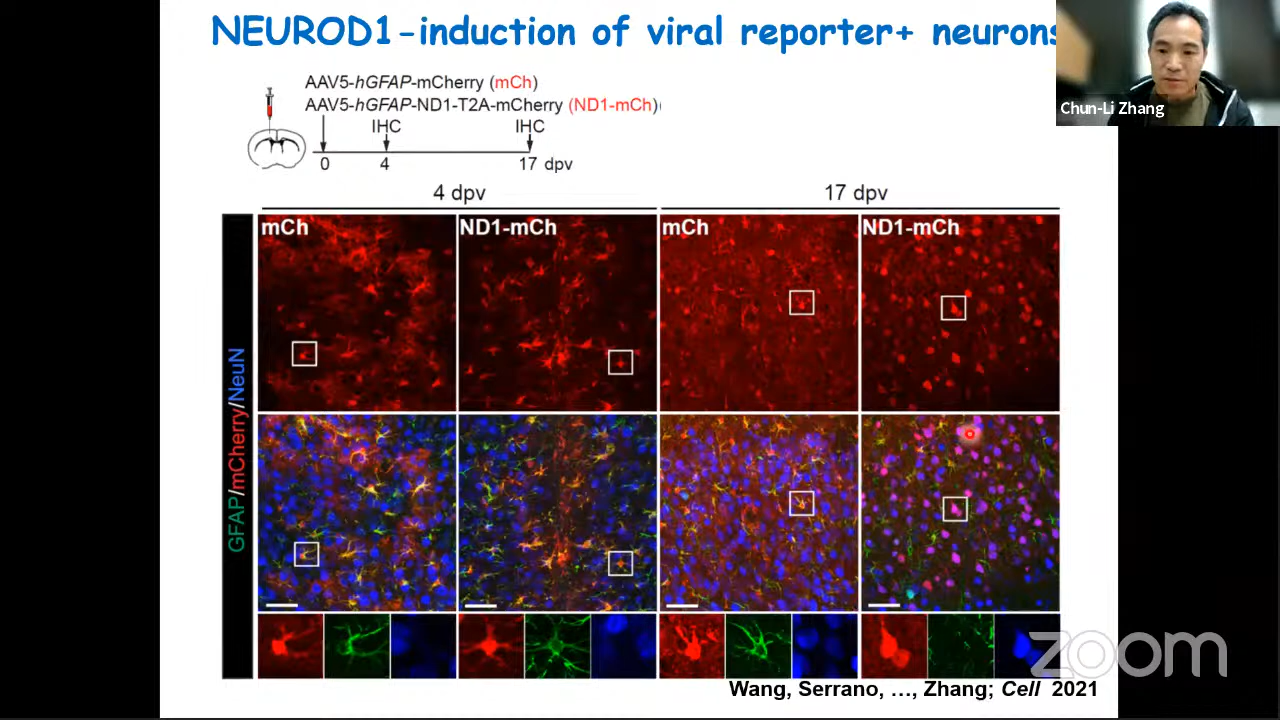 NEUROD1-induction of viral reporter+ neurons
Chun-Li Zhang
AAV5-hGFAP-mCherry (mCh)
AAV5-hGFAP-ND1-T2A-mCherry (ND1-mCh)(
IHC IHC
0 4 17 dpv
4 dpv 17 dpv
mCh ND1-mCh mCh ND1-mCh
GFAP/mCherry/NeuN
zoom
Wang, Serrano, …, Zhang; Cell 2021